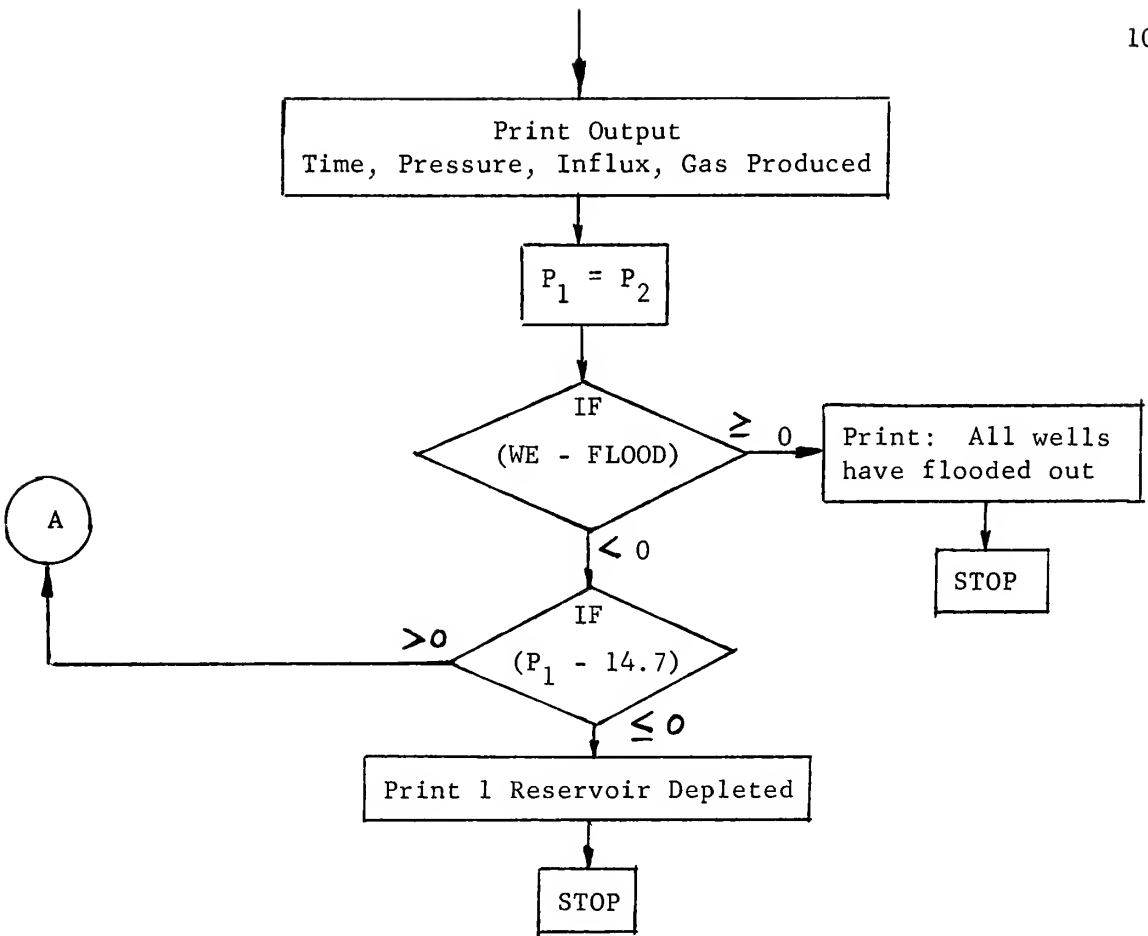 10
Print Output
Time, Pressure, Influx, Gas Produced
P₁ = P₂
IF
(WE - FLOOD)
≥ 0
Print: All wells
have flooded out
STOP
A
< 0
IF
(P₁ - 14.7)
>0
≤ 0
Print 1 Reservoir Depleted
STOP